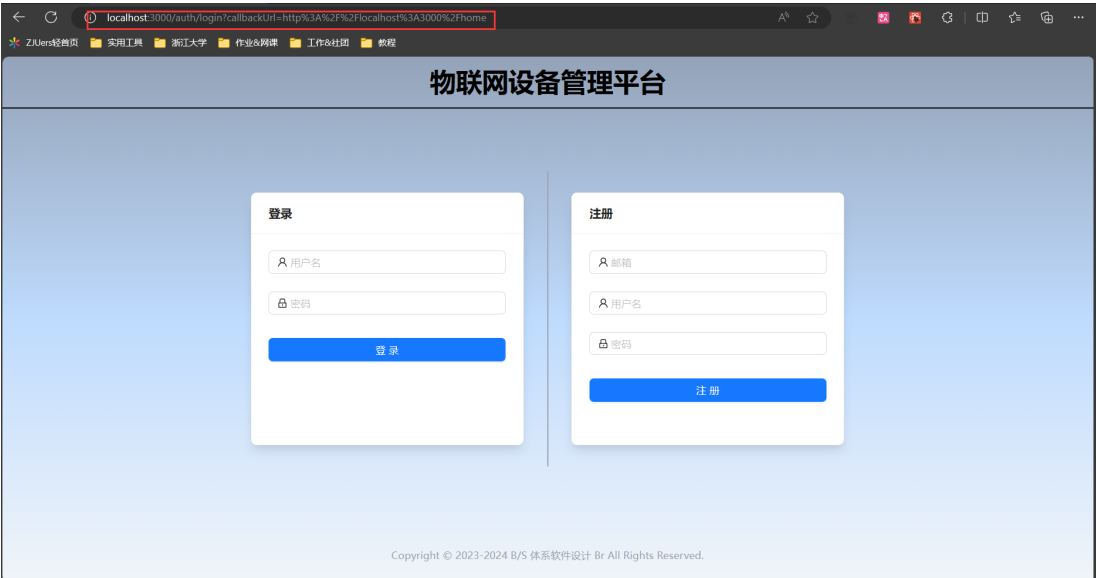 localhost:3000/auth/login?callbackUrl=http%3A%2F%2Flocalhost%3A3000%2Fhome
ZJUers轻首页 实用工具 浙江大学 作业&网课 工作&社团 教程
物联网设备管理平台
登录
用户名
密码
登 录
注册
邮箱
用户名
密码
注 册
Copyright © 2023-2024 B/S 体系软件设计 Br All Rights Reserved.